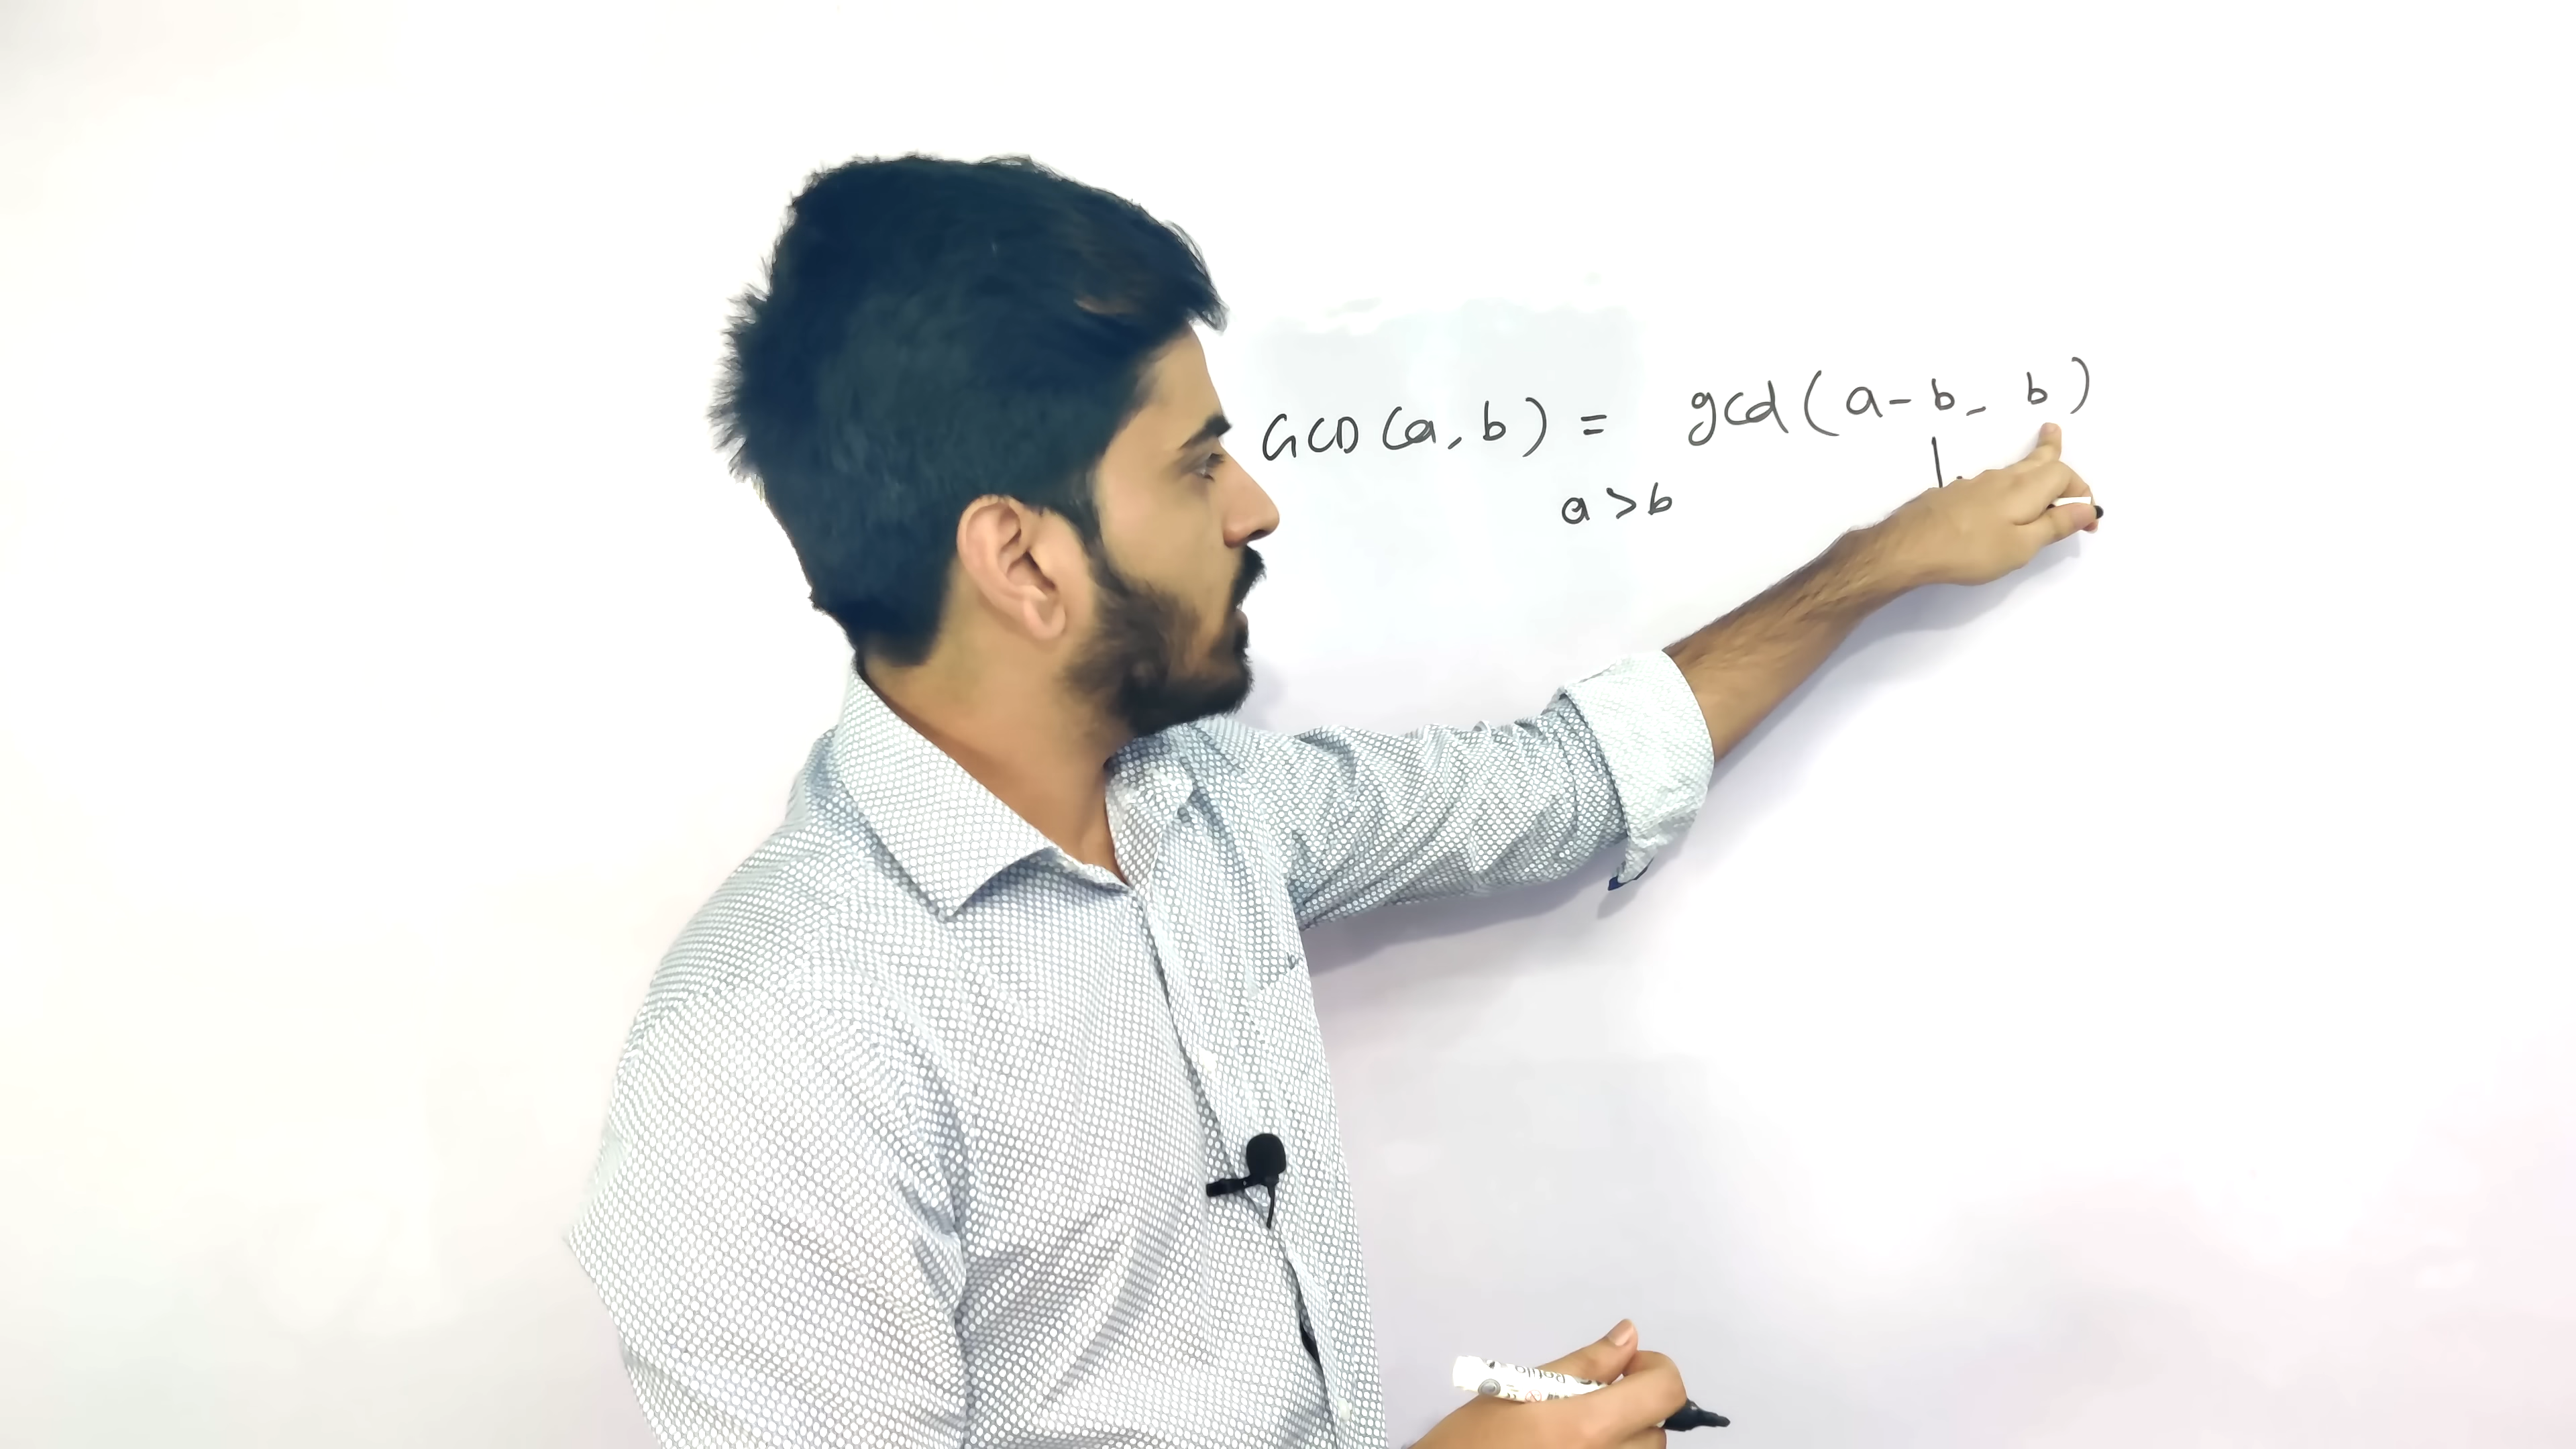 GCD (a, b) = gcd ( a - b, b )
a > b